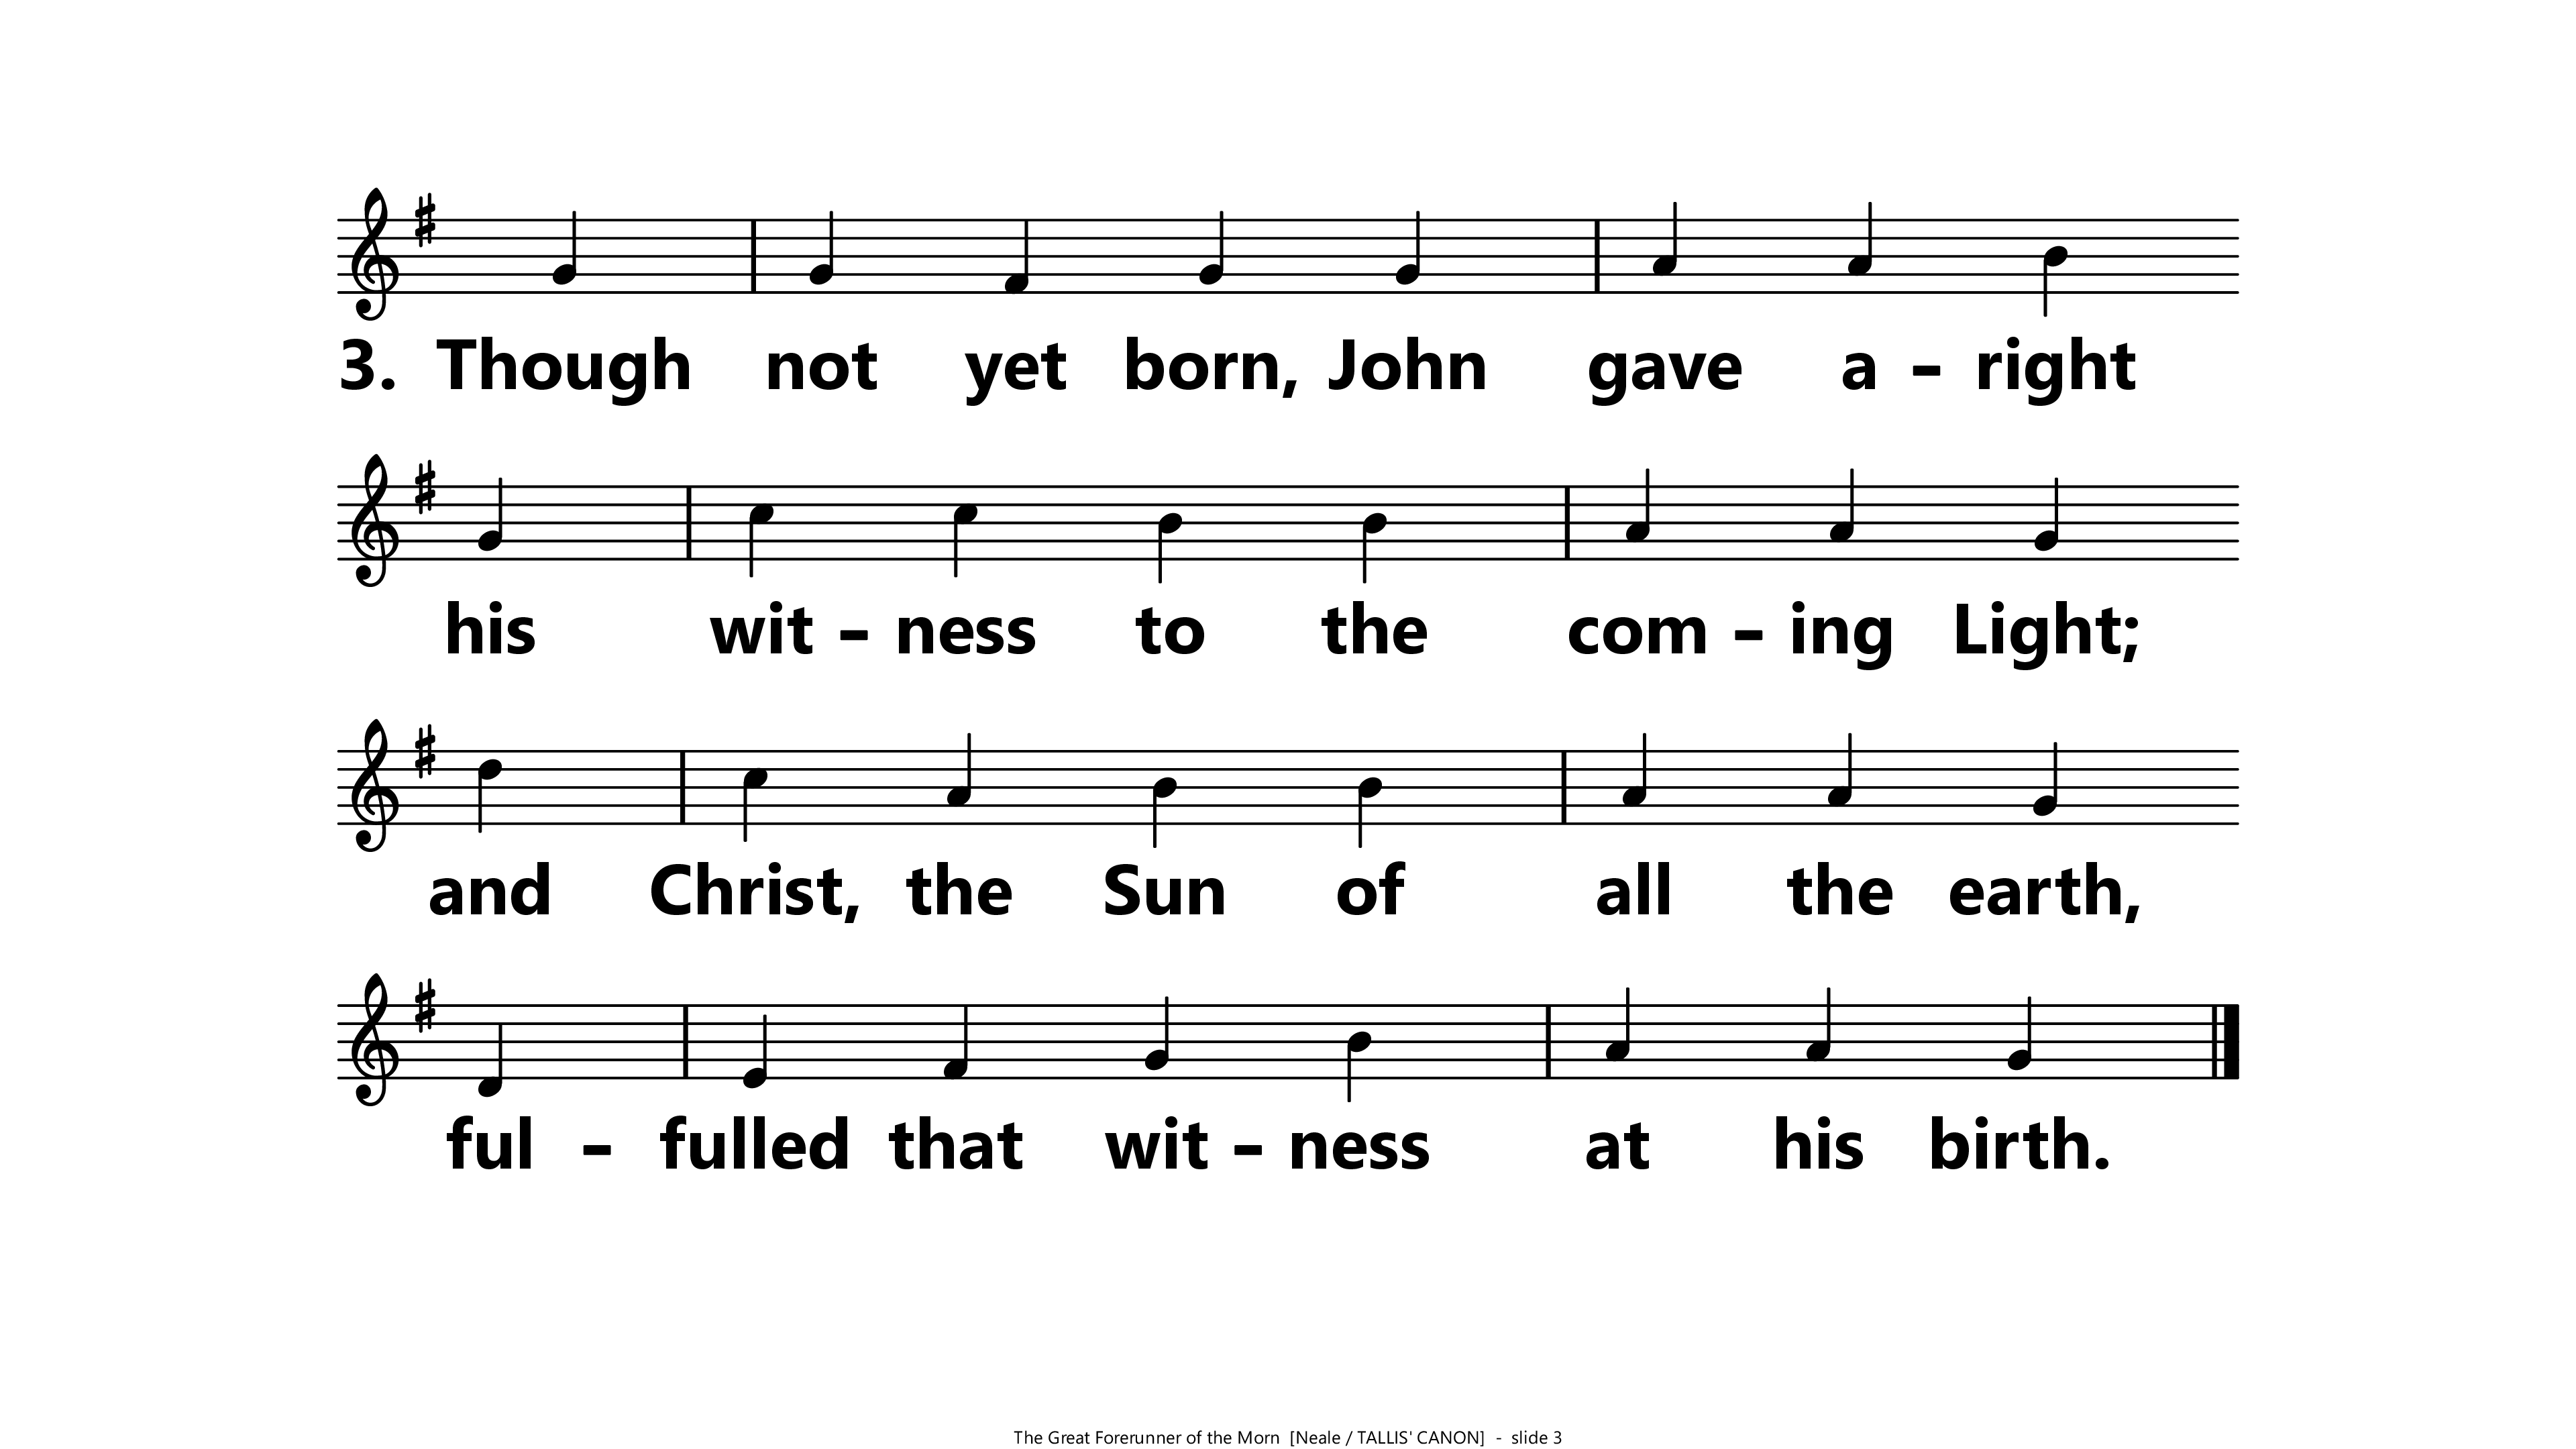 3. Though not yet born, John gave a - right
his wit - ness to the com - ing Light;
and Christ, the Sun of all the earth,
ful - fulled that wit - ness at his birth.
The Great Forerunner of the Morn [Neale / TALLIS' CANON] - slide 3